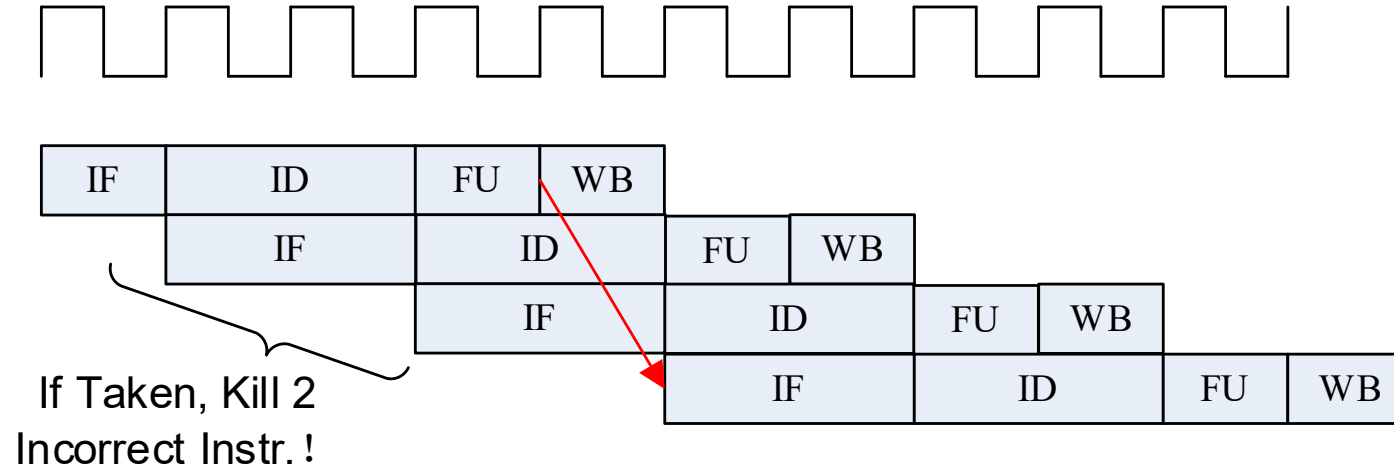 IF ID FU WB
IF ID FU WB
IF ID FU WB
IF ID FU WB
If Taken, Kill 2
Incorrect Instr.！